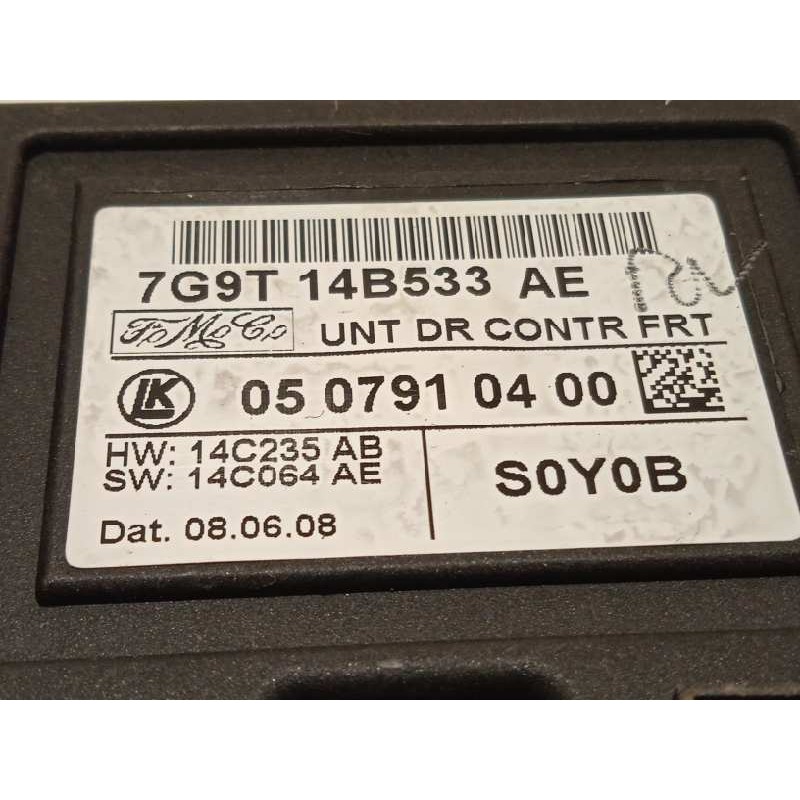 7G9T 14B533 AE
FoMoCo UNT DR CONTR FRT
LK 05 0791 04 00
HW: 14C235 AB
SW: 14C064 AE
S0Y0B
Dat. 08.06.08